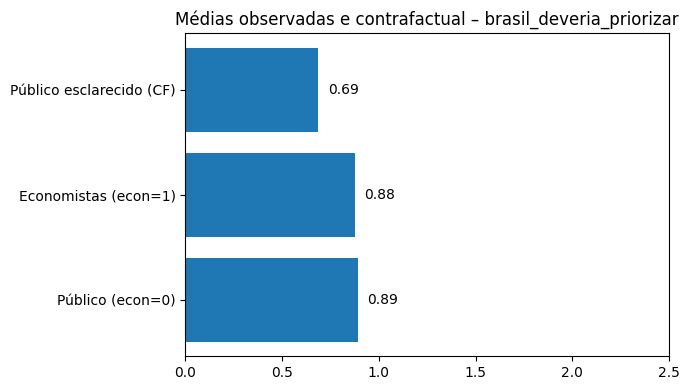 Médias observadas e contrafactual – brasil_deveria_priorizar
Público esclarecido (CF)
0.69
Economistas (econ=1)
0.88
Público (econ=0)
0.89
0.0 0.5 1.0 1.5 2.0 2.5